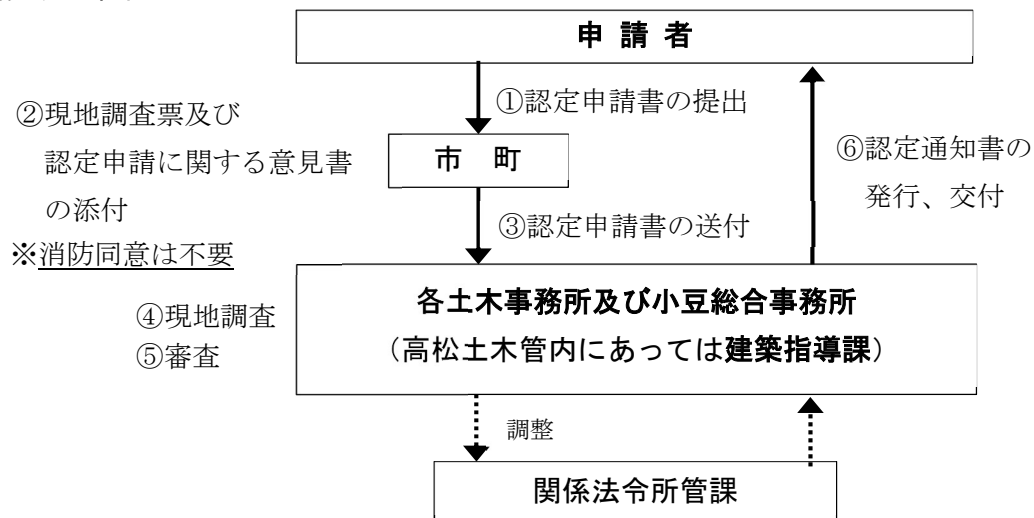 申 請 者
①認定申請書の提出
②現地調査票及び
認定申請に関する意見書
の添付
※消防同意は不要
市 町
⑥認定通知書の
発行、交付
③認定申請書の送付
各土木事務所及び小豆総合事務所
（高松土木管内にあっては建築指導課）
④現地調査
⑤審査
調整
関係法令所管課